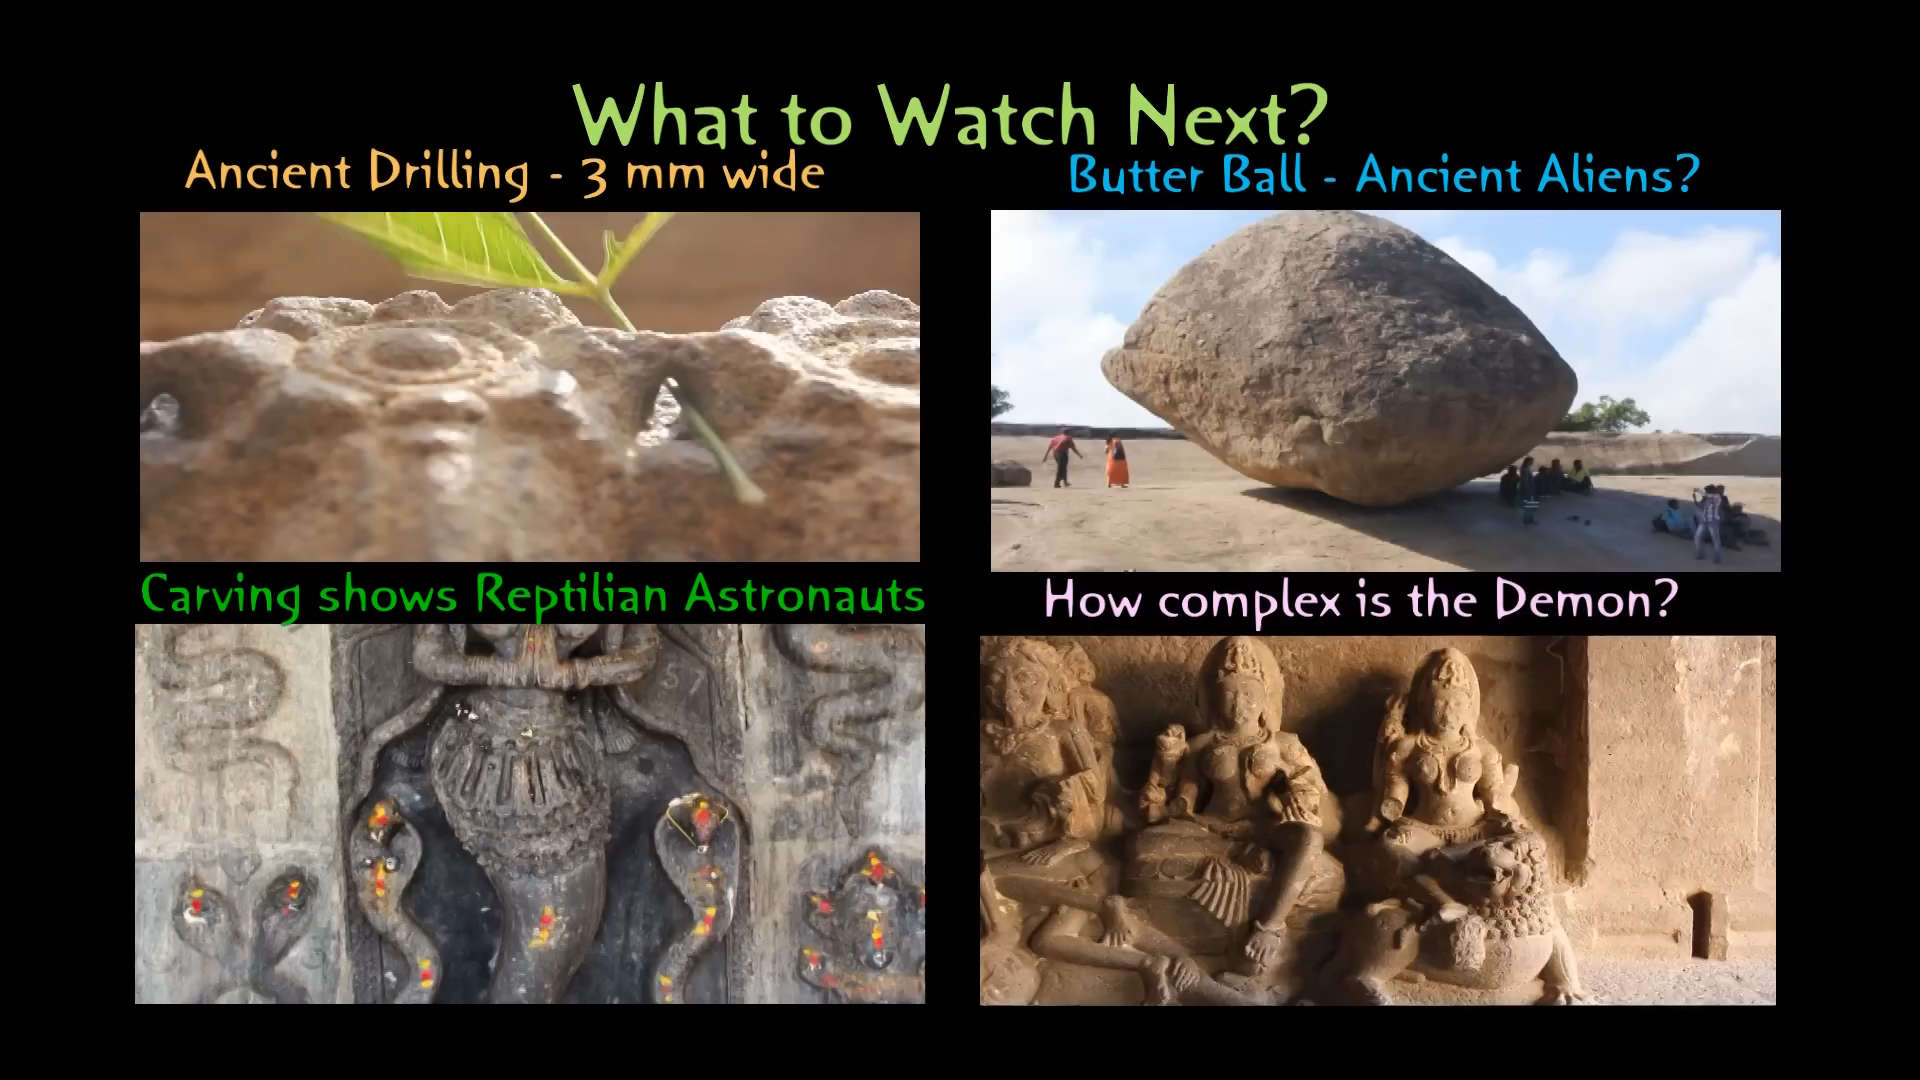 What to Watch Next?
Ancient Drilling - 3 mm wide
Butter Ball - Ancient Aliens?
Carving shows Reptilian Astronauts
How complex is the Demon?
57